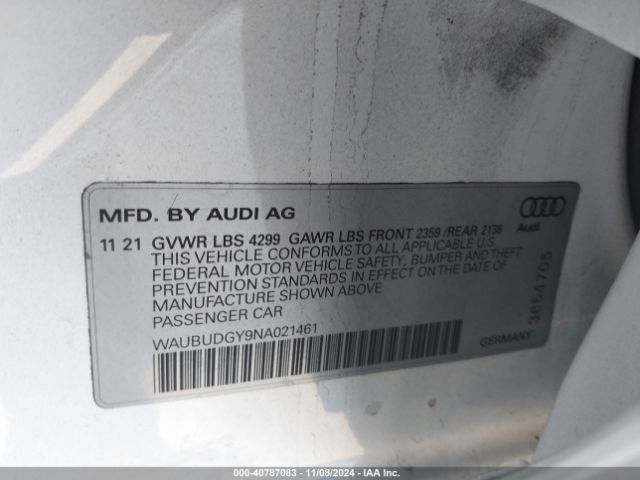 MFD. BY AUDI AG
Audi
11 21 GVWR LBS 4299 GAWR LBS FRONT 2359 /REAR 2138
THIS VEHICLE CONFORMS TO ALL APPLICABLE U.S.
FEDERAL MOTOR VEHICLE SAFETY, BUMPER AND THEFT
PREVENTION STANDARDS IN EFFECT ON THE DATE OF
MANUFACTURE SHOWN ABOVE
PASSENGER CAR
WAUBUDGY9NA021461
GERMANY
3654705
000-40787083 - 11/08/2024 - IAA Inc.